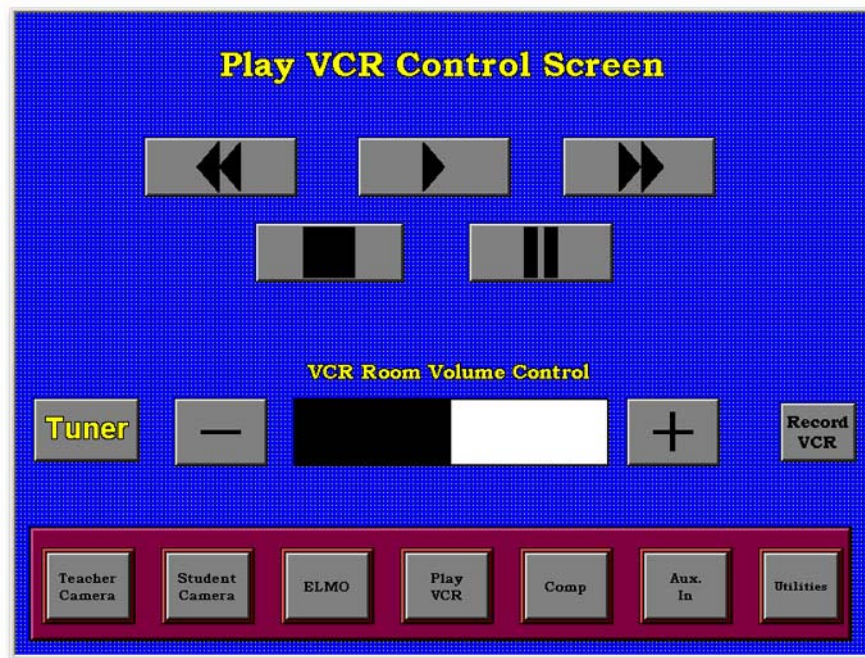 Play VCR Control Screen
VCR Room Volume Control
Tuner
Record
VCR
Teacher
Camera
Student
Camera
ELMO
Play
VCR
Comp
Aux.
In
Utilities